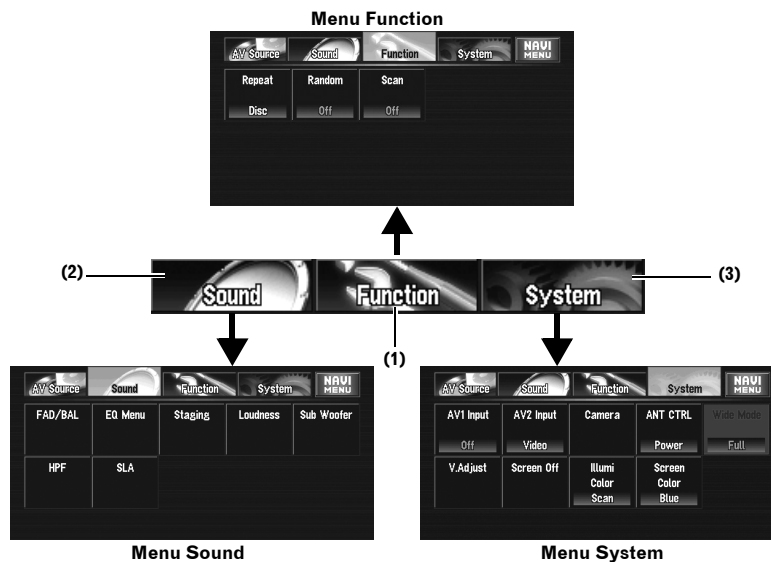 Menu Function
AV Source Sound Function System NAVI MENU
Repeat Random Scan
Disc Off Off
(2) Sound Function System (3)
(1)
AV Source Sound Function System NAVI MENU
FAD/BAL EQ Menu Staging Loudness Sub Woofer
HPF SLA
Menu Sound
AV Source Sound Function System NAVI MENU
AV1 Input AV2 Input Camera ANT CTRL Wide Mode
Off Video Power Full
V.Adjust Screen Off Illumi Color Scan Screen Color Blue
Menu System